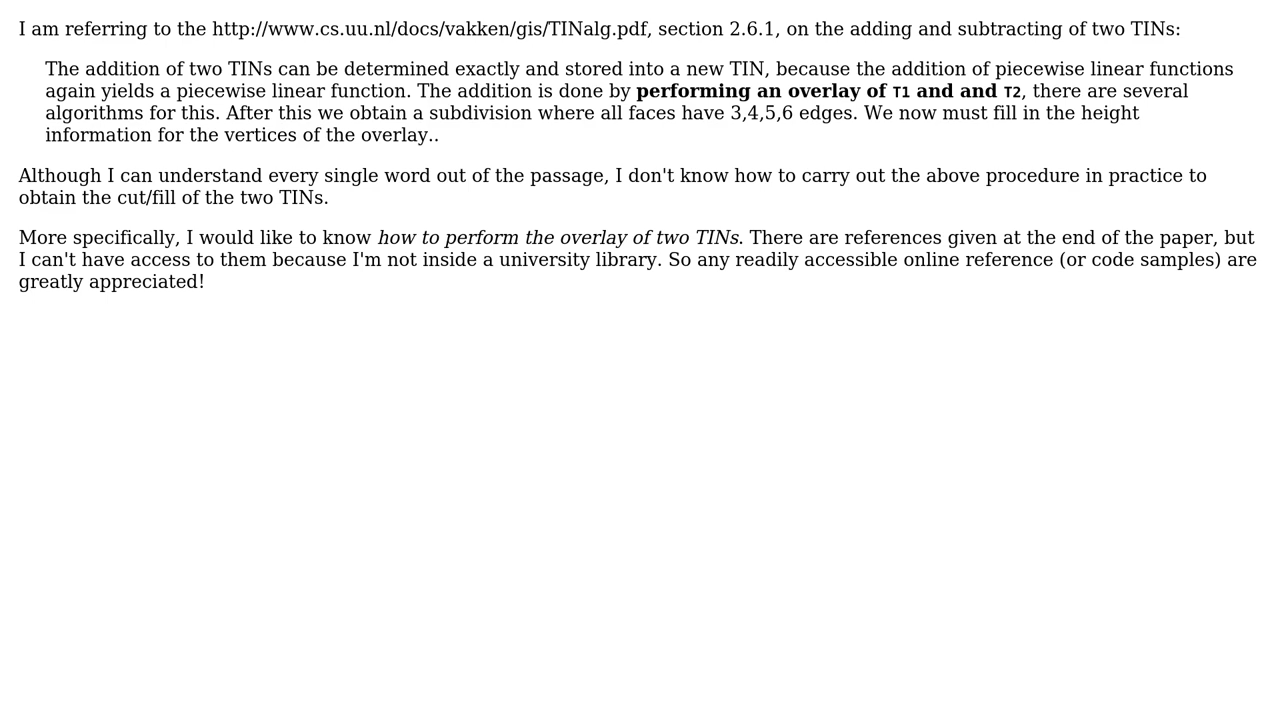 I am referring to the http://www.cs.uu.nl/docs/vakken/gis/TINalg.pdf, section 2.6.1, on the adding and subtracting of two TINs:
The addition of two TINs can be determined exactly and stored into a new TIN, because the addition of piecewise linear functions
again yields a piecewise linear function. The addition is done by performing an overlay of T1 and and T2, there are several
algorithms for this. After this we obtain a subdivision where all faces have 3,4,5,6 edges. We now must fill in the height
information for the vertices of the overlay..
Although I can understand every single word out of the passage, I don't know how to carry out the above procedure in practice to
obtain the cut/fill of the two TINs.
More specifically, I would like to know how to perform the overlay of two TINs. There are references given at the end of the paper, but
I can't have access to them because I'm not inside a university library. So any readily accessible online reference (or code samples) are
greatly appreciated!